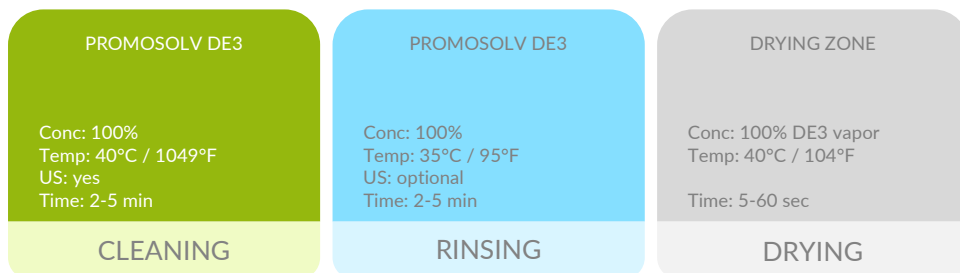 PROMOSOLV DE3
Conc: 100%
Temp: 40°C / 1049°F
US: yes
Time: 2-5 min
CLEANING
PROMOSOLV DE3
Conc: 100%
Temp: 35°C / 95°F
US: optional
Time: 2-5 min
RINSING
DRYING ZONE
Conc: 100% DE3 vapor
Temp: 40°C / 104°F
Time: 5-60 sec
DRYING